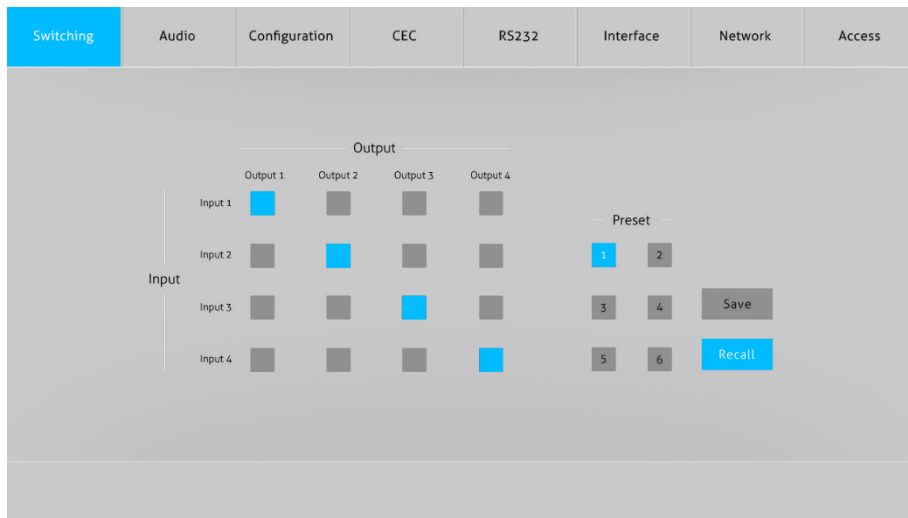 Switching Audio Configuration CEC RS232 Interface Network Access
Output
Output 1 Output 2 Output 3 Output 4
Input 1
Input 2
Input
Input 3
Input 4
Preset
1 2
3 4
5 6
Save
Recall